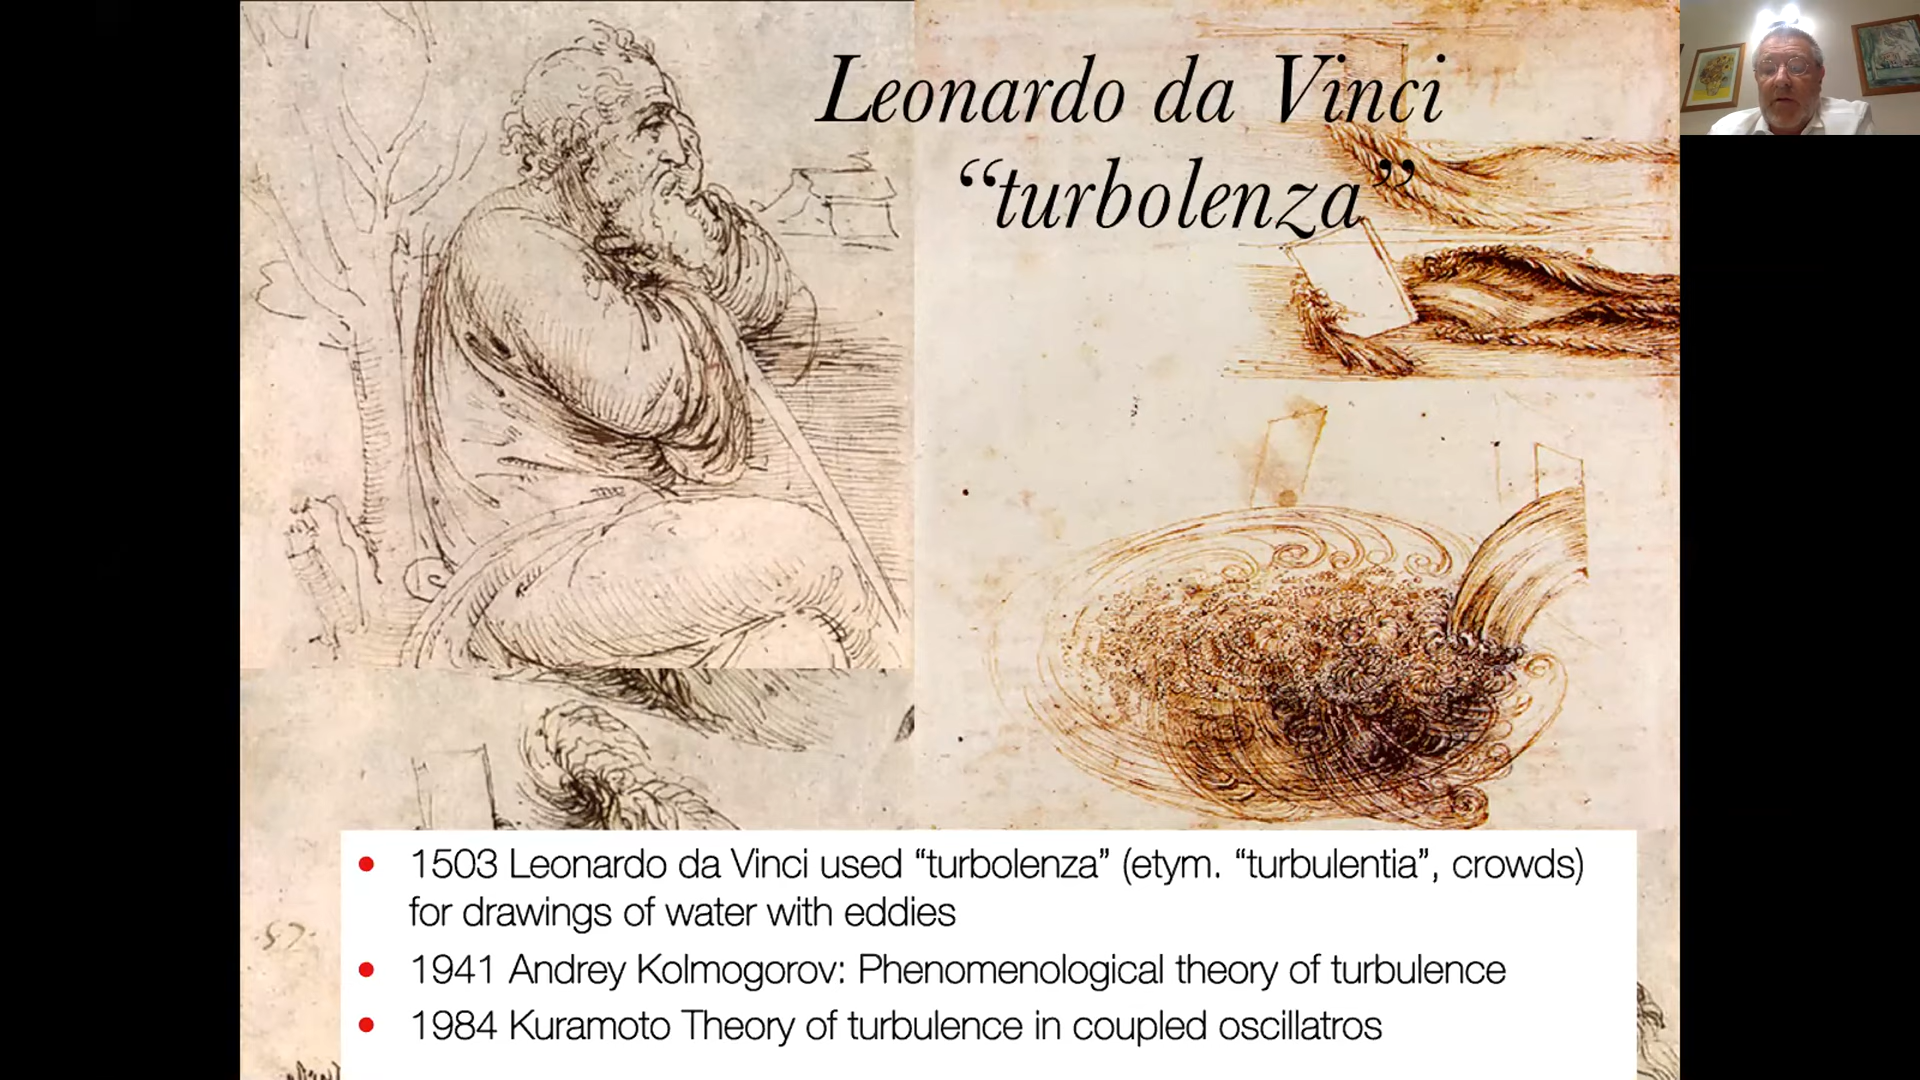 Leonardo da Vinci
“turbolenza”
• 1503 Leonardo da Vinci used “turbolenza” (etym. “turbulentia”, crowds)
for drawings of water with eddies
• 1941 Andrey Kolmogorov: Phenomenological theory of turbulence
• 1984 Kuramoto Theory of turbulence in coupled oscillatros